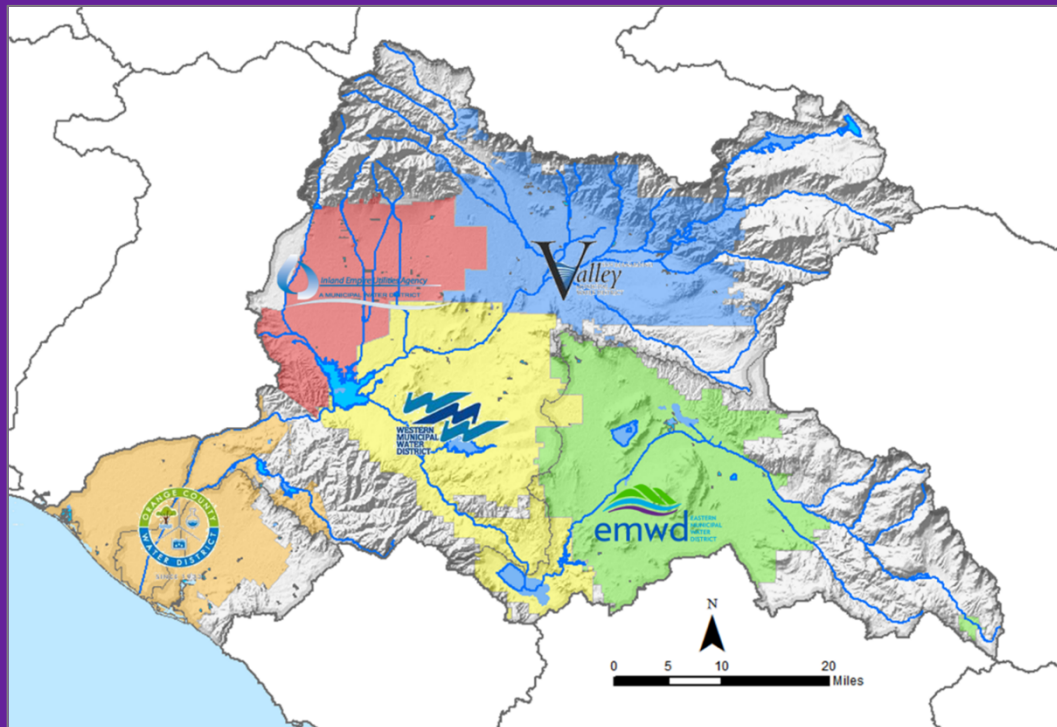 Inland Empire Utilities Agency
A MUNICIPAL WATER DISTRICT
Valley
WESTERN
MUNICIPAL
WATER
DISTRICT
ORANGE COUNTY
WATER DISTRICT
emwd
EASTERN
MUNICIPAL
WATER
DISTRICT
N
0 5 10 20
Miles